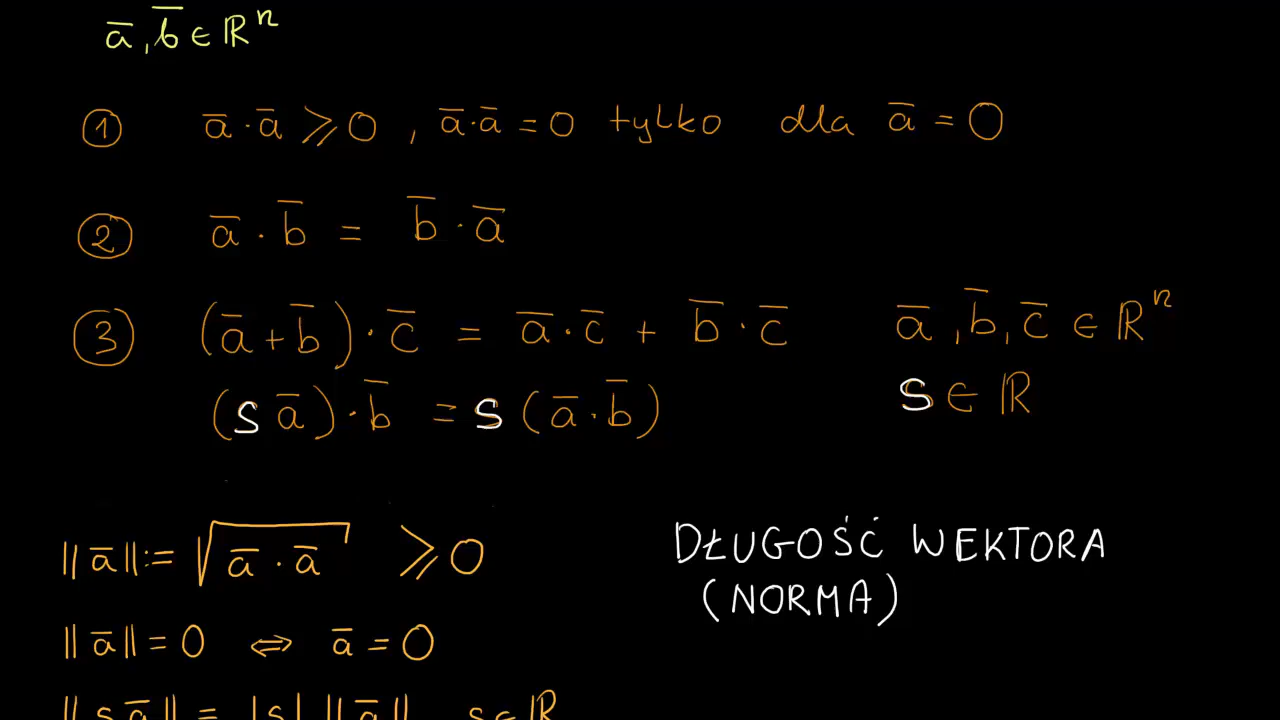 ā, b̄ ∈ ℝⁿ
① ā · ā ⩾ 0, ā · ā = 0 tylko dla ā = 0
② ā · b̄ = b̄ · ā
③ (ā + b̄) · c̄ = ā · c̄ + b̄ · c̄ ā, b̄, c̄ ∈ ℝⁿ
(s ā) · b̄ = s (ā · b̄) s ∈ ℝ
||ā|| := √(ā · ā) ⩾ 0 DŁUGOŚĆ WEKTORA
(NORMA)
||ā|| = 0 ⇔ ā = 0
||s ā|| = |s| ||ā|| s ∈ ℝ